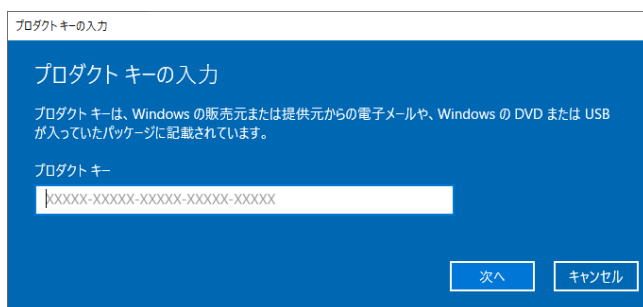 プロダクト キーの入力
プロダクト キーの入力
プロダクト キーは、Windows の販売元または提供元からの電子メールや、Windows の DVD または USB
が入っていたパッケージに記載されています。
プロダクト キー
XXXXX-XXXXX-XXXXX-XXXXX-XXXXX
次へ
キャンセル